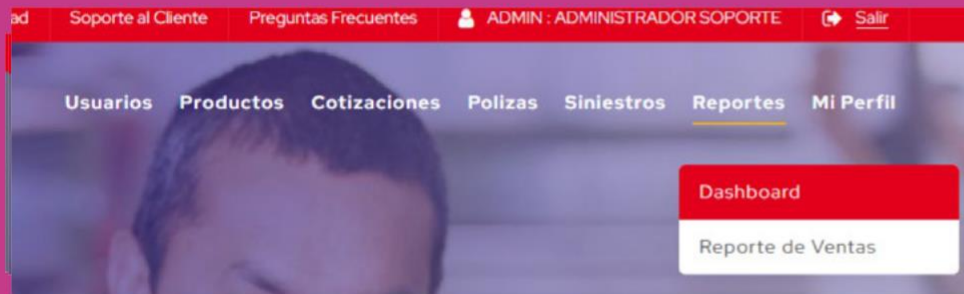 ad Soporte al Cliente Preguntas Frecuentes ADMIN : ADMINISTRADOR SOPORTE Salir
Usuarios Productos Cotizaciones Polizas Siniestros Reportes Mi Perfil
Dashboard
Reporte de Ventas